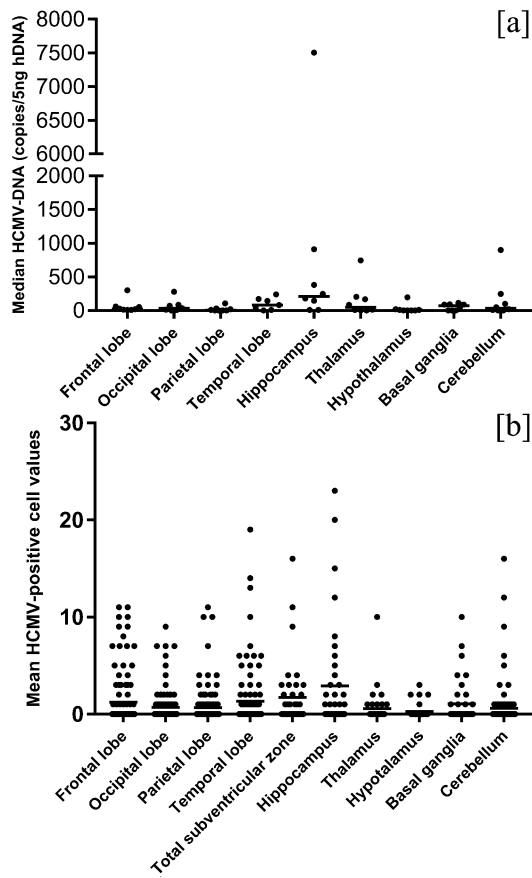 [a]
Median HCMV-DNA (copies/5ng hDNA)
8000
7500
7000
6500
6000
2000
1500
1000
500
0
Frontal lobe
Occipital lobe
Parietal lobe
Temporal lobe
Hippocampus
Thalamus
Hypothalamus
Basal ganglia
Cerebellum
[b]
Mean HCMV-positive cell values
30
20
10
0
Frontal lobe
Occipital lobe
Parietal lobe
Temporal lobe
Total subventricular zone
Hippocampus
Thalamus
Hypotalamus
Basal ganglia
Cerebellum